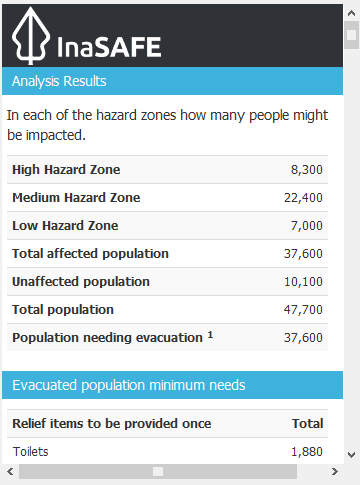 InaSAFE
Analysis Results
In each of the hazard zones how many people might
be impacted.
High Hazard Zone 8,300
Medium Hazard Zone 22,400
Low Hazard Zone 7,000
Total affected population 37,600
Unaffected population 10,100
Total population 47,700
Population needing evacuation ¹ 37,600
Evacuated population minimum needs
Relief items to be provided once Total
Toilets 1,880